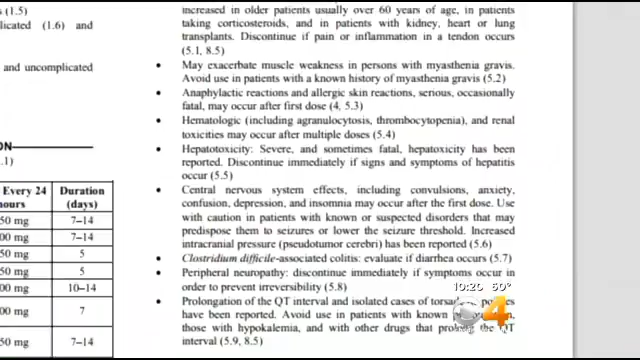 s (1.5)
licated (1.6) and
and uncomplicated
ON
.1)
Every 24
hours
Duration
(days)
50 mg 7–14
00 mg 7–14
50 mg 5
50 mg 5
00 mg 10–14
00 mg 7
50 mg 7–14
increased in older patients usually over 60 years of age, in patients
taking corticosteroids, and in patients with kidney, heart or lung
transplants. Discontinue if pain or inflammation in a tendon occurs
(5.1, 8.5)
• May exacerbate muscle weakness in persons with myasthenia gravis.
Avoid use in patients with a known history of myasthenia gravis (5.2)
• Anaphylactic reactions and allergic skin reactions, serious, occasionally
fatal, may occur after first dose (4, 5.3)
• Hematologic (including agranulocytosis, thrombocytopenia), and renal
toxicities may occur after multiple doses (5.4)
• Hepatotoxicity: Severe, and sometimes fatal, hepatoxicity has been
reported. Discontinue immediately if signs and symptoms of hepatitis
occur (5.5)
• Central nervous system effects, including convulsions, anxiety,
confusion, depression, and insomnia may occur after the first dose. Use
with caution in patients with known or suspected disorders that may
predispose them to seizures or lower the seizure threshold. Increased
intracranial pressure (pseudotumor cerebri) has been reported (5.6)
• Clostridium difficile-associated colitis: evaluate if diarrhea occurs (5.7)
• Peripheral neuropathy: discontinue immediately if symptoms occur in
order to prevent irreversibility (5.8)
• Prolongation of the QT interval and isolated cases of
have been reported. Avoid use in patients with known
those with hypokalemia, and with other drugs that the QT
interval (5.9, 8.5)
10:20 60°
4